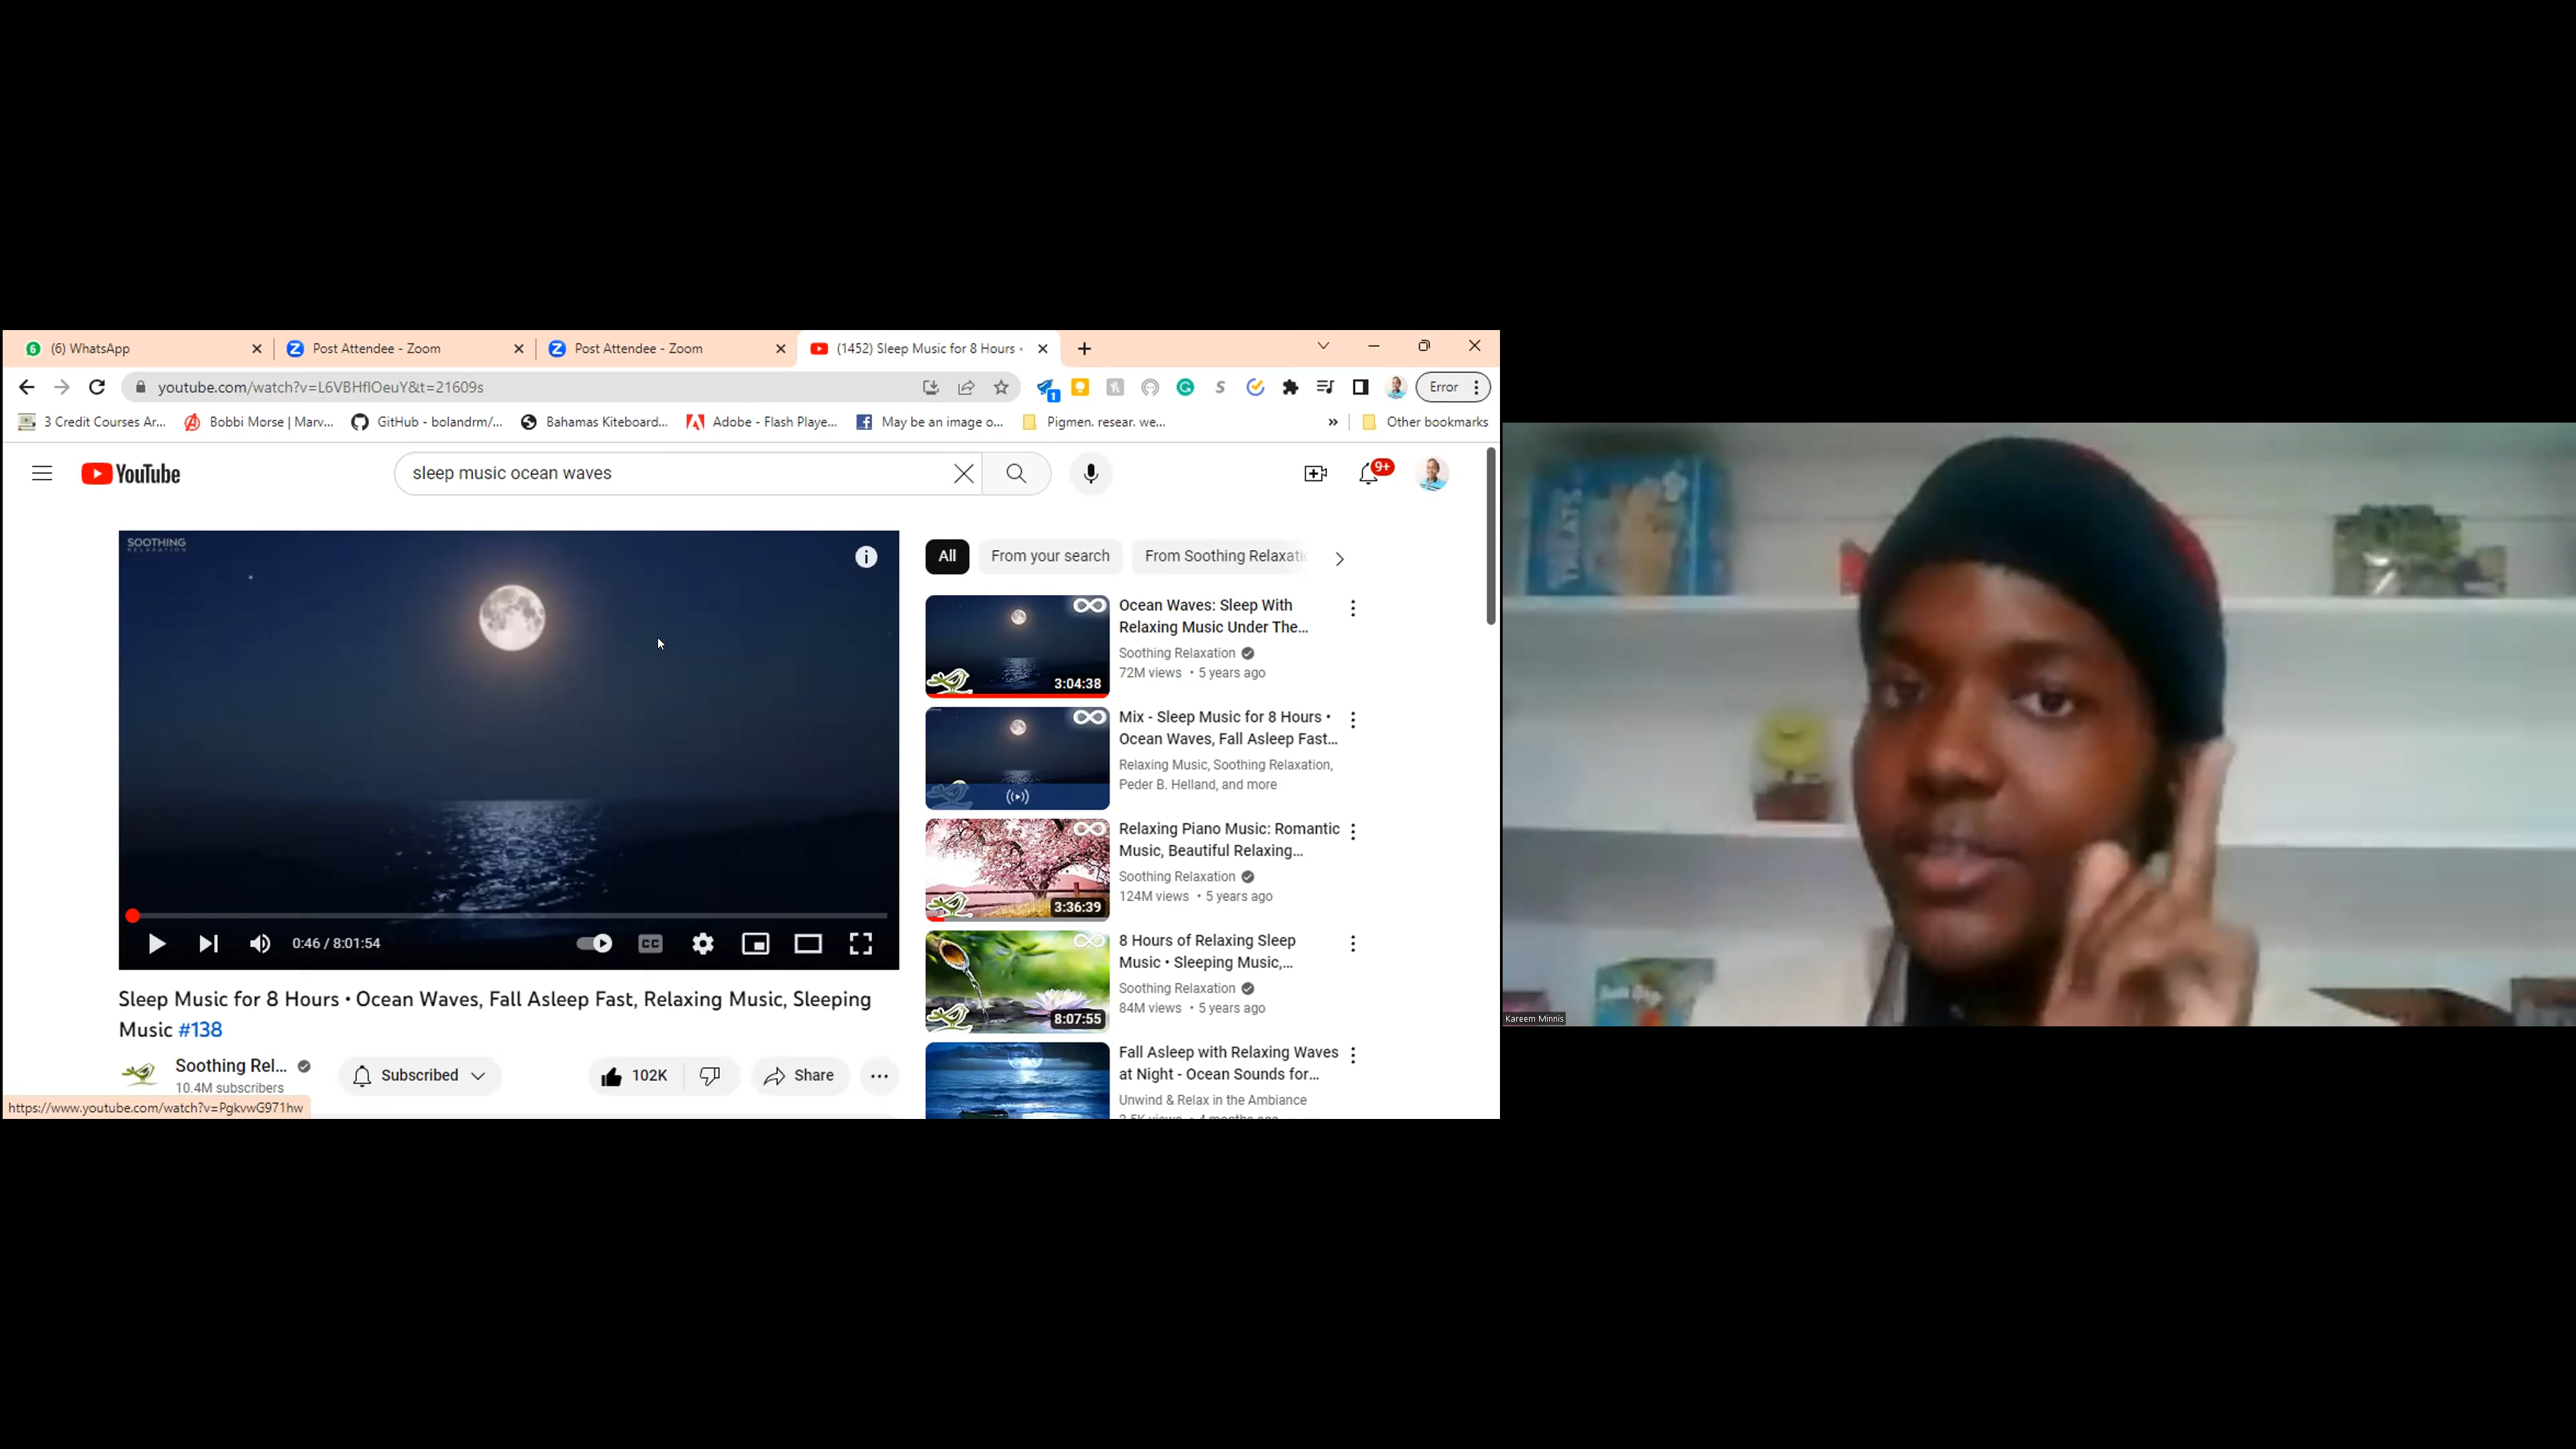 (6) WhatsApp
Post Attendee - Zoom
Post Attendee - Zoom
(1452) Sleep Music for 8 Hours •
youtube.com/watch?v=L6VBHfIOeuY&t=21609s
1
Error
3 Credit Courses Ar...
Bobbi Morse | Marv...
GitHub - bolandrm/...
Bahamas Kiteboard...
Adobe - Flash Playe...
May be an image o...
Pigmen. resear. we...
»
Other bookmarks
YouTube
sleep music ocean waves
9+
SOOTHING
RELAXATION
0:46 / 8:01:54
CC
Sleep Music for 8 Hours • Ocean Waves, Fall Asleep Fast, Relaxing Music, Sleeping
Music #138
Soothing Rel...
10.4M subscribers
Subscribed
102K
Share
https://www.youtube.com/watch?v=PgkvwG971hw
All
From your search
From Soothing Relaxatic
3:04:38
Ocean Waves: Sleep With
Relaxing Music Under The...
Soothing Relaxation
72M views • 5 years ago
Mix - Sleep Music for 8 Hours •
Ocean Waves, Fall Asleep Fast...
Relaxing Music, Soothing Relaxation,
Peder B. Helland, and more
3:36:39
Relaxing Piano Music: Romantic
Music, Beautiful Relaxing...
Soothing Relaxation
124M views • 5 years ago
8:07:55
8 Hours of Relaxing Sleep
Music • Sleeping Music,...
Soothing Relaxation
84M views • 5 years ago
Fall Asleep with Relaxing Waves
at Night - Ocean Sounds for...
Unwind & Relax in the Ambiance
TREATS
Kareem Minnis